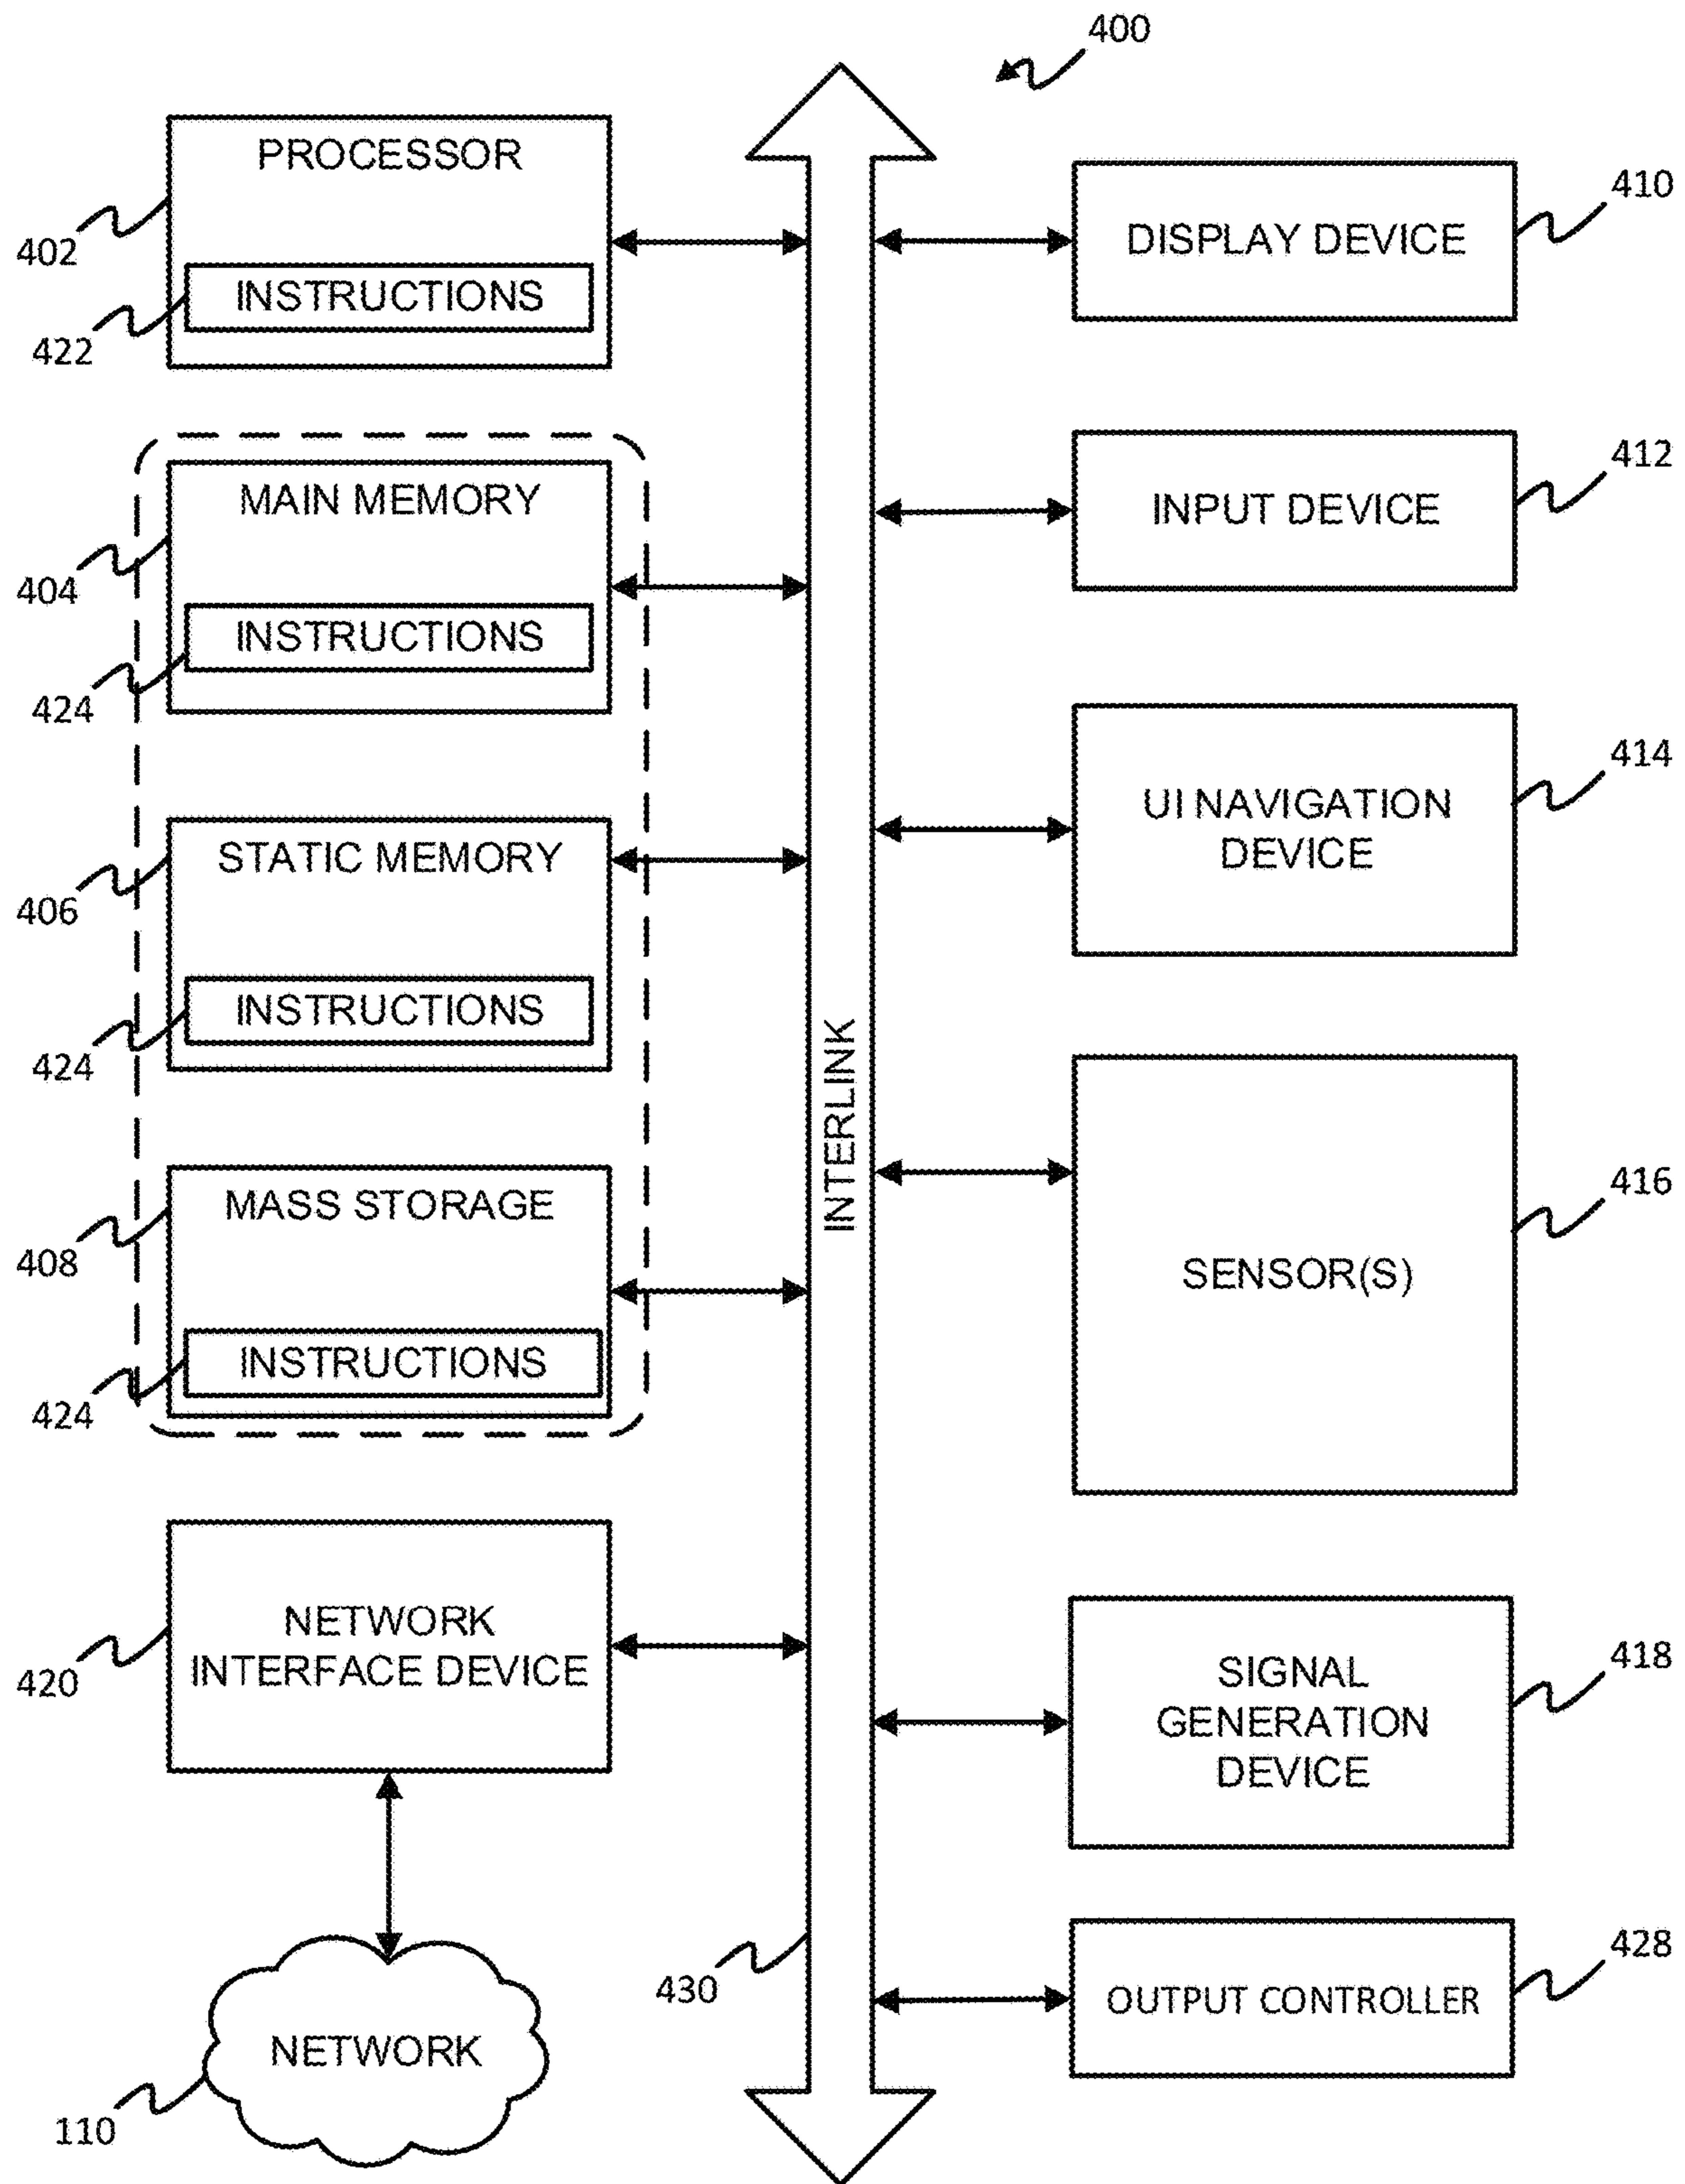 400
PROCESSOR
402
INSTRUCTIONS
422
MAIN MEMORY
404
INSTRUCTIONS
424
STATIC MEMORY
406
INSTRUCTIONS
424
MASS STORAGE
408
INSTRUCTIONS
424
NETWORK
INTERFACE DEVICE
420
NETWORK
110
INTERLINK
430
DISPLAY DEVICE
410
INPUT DEVICE
412
UI NAVIGATION
DEVICE
414
SENSOR(S)
416
SIGNAL
GENERATION
DEVICE
418
OUTPUT CONTROLLER
428